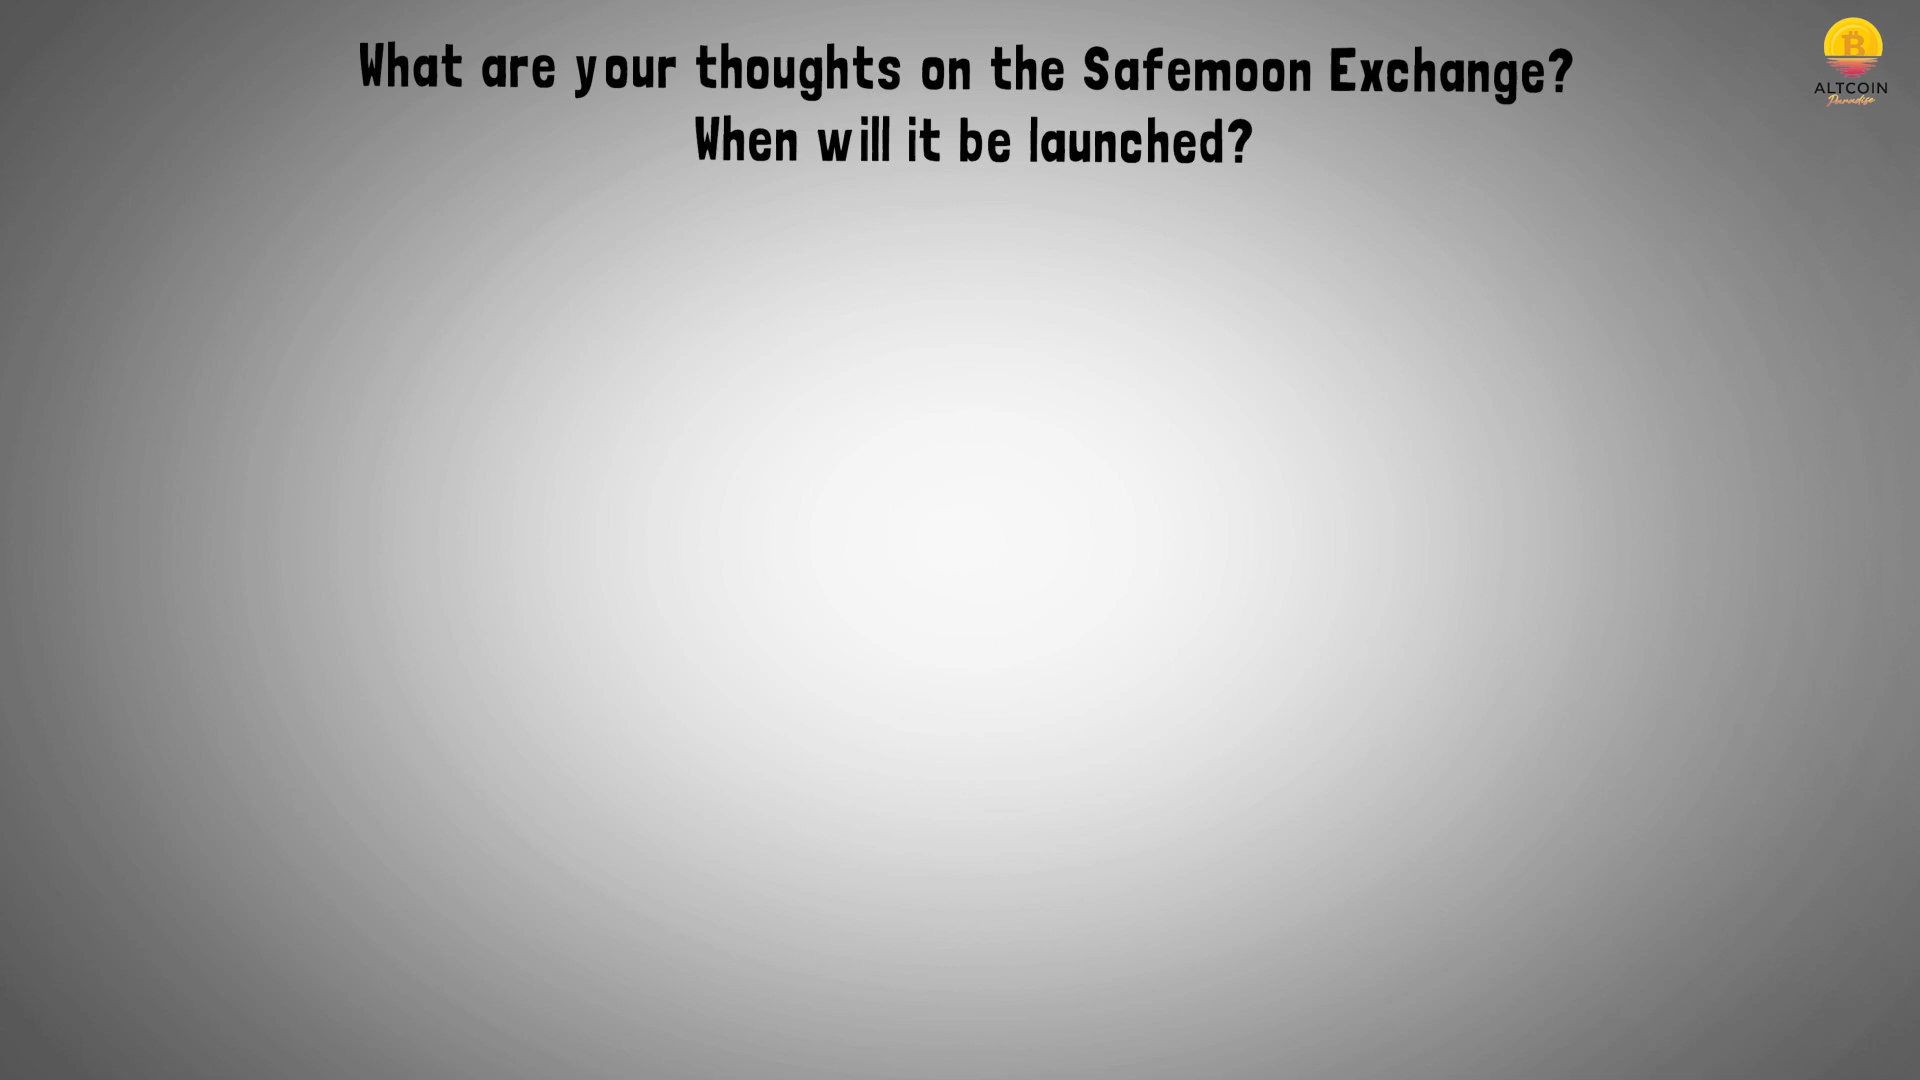 What are your thoughts on the Safemoon Exchange?
When will it be launched?
B
ALTCOIN
Paradise